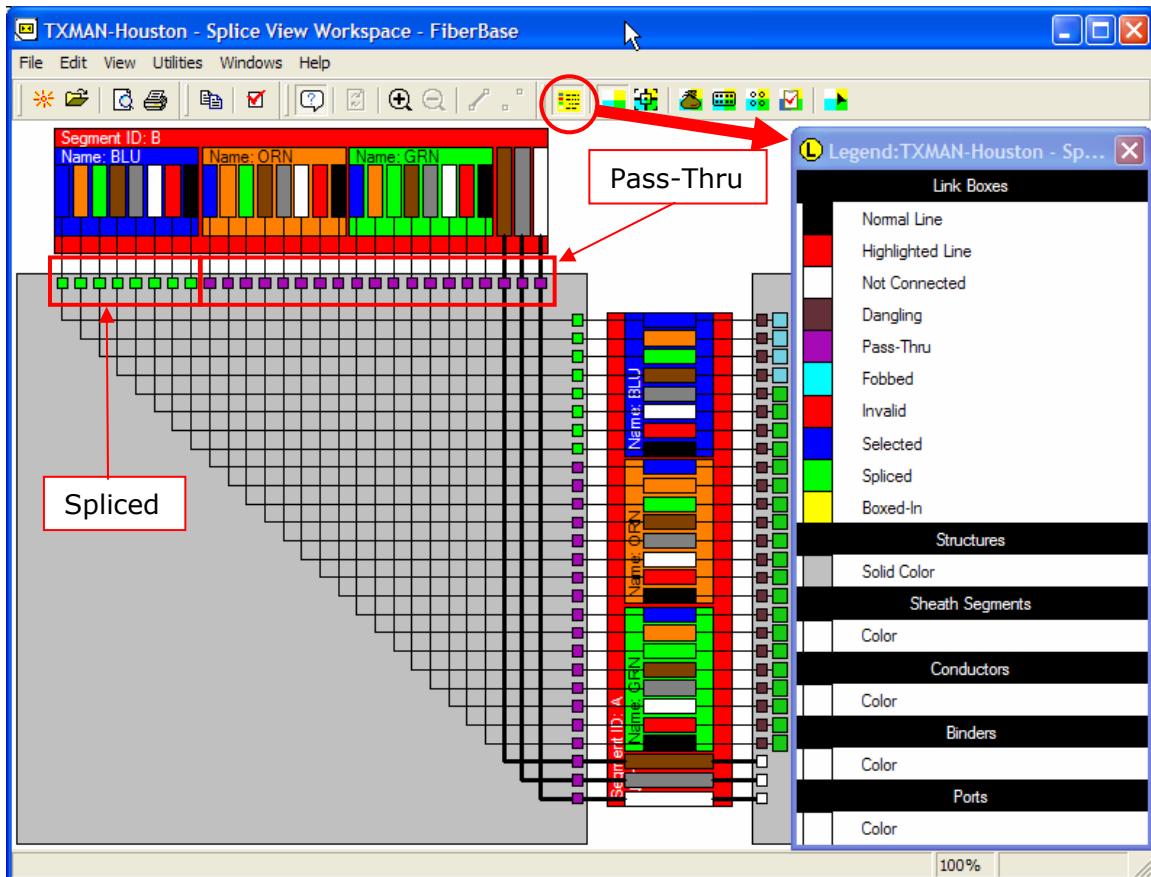 TXMAN-Houston - Splice View Workspace - FiberBase
File Edit View Utilities Windows Help
Segment ID: B
Name: BLU Name: ORN Name: GRN
Pass-Thru
Spliced
Name: BLU
Name: ORN
Name: GRN
Segment ID: A
L Legend:TXMAN-Houston - Sp...
Link Boxes
Normal Line
Highlighted Line
Not Connected
Dangling
Pass-Thru
Fobbed
Invalid
Selected
Spliced
Boxed-In
Structures
Solid Color
Sheath Segments
Color
Conductors
Color
Binders
Color
Ports
Color
100%